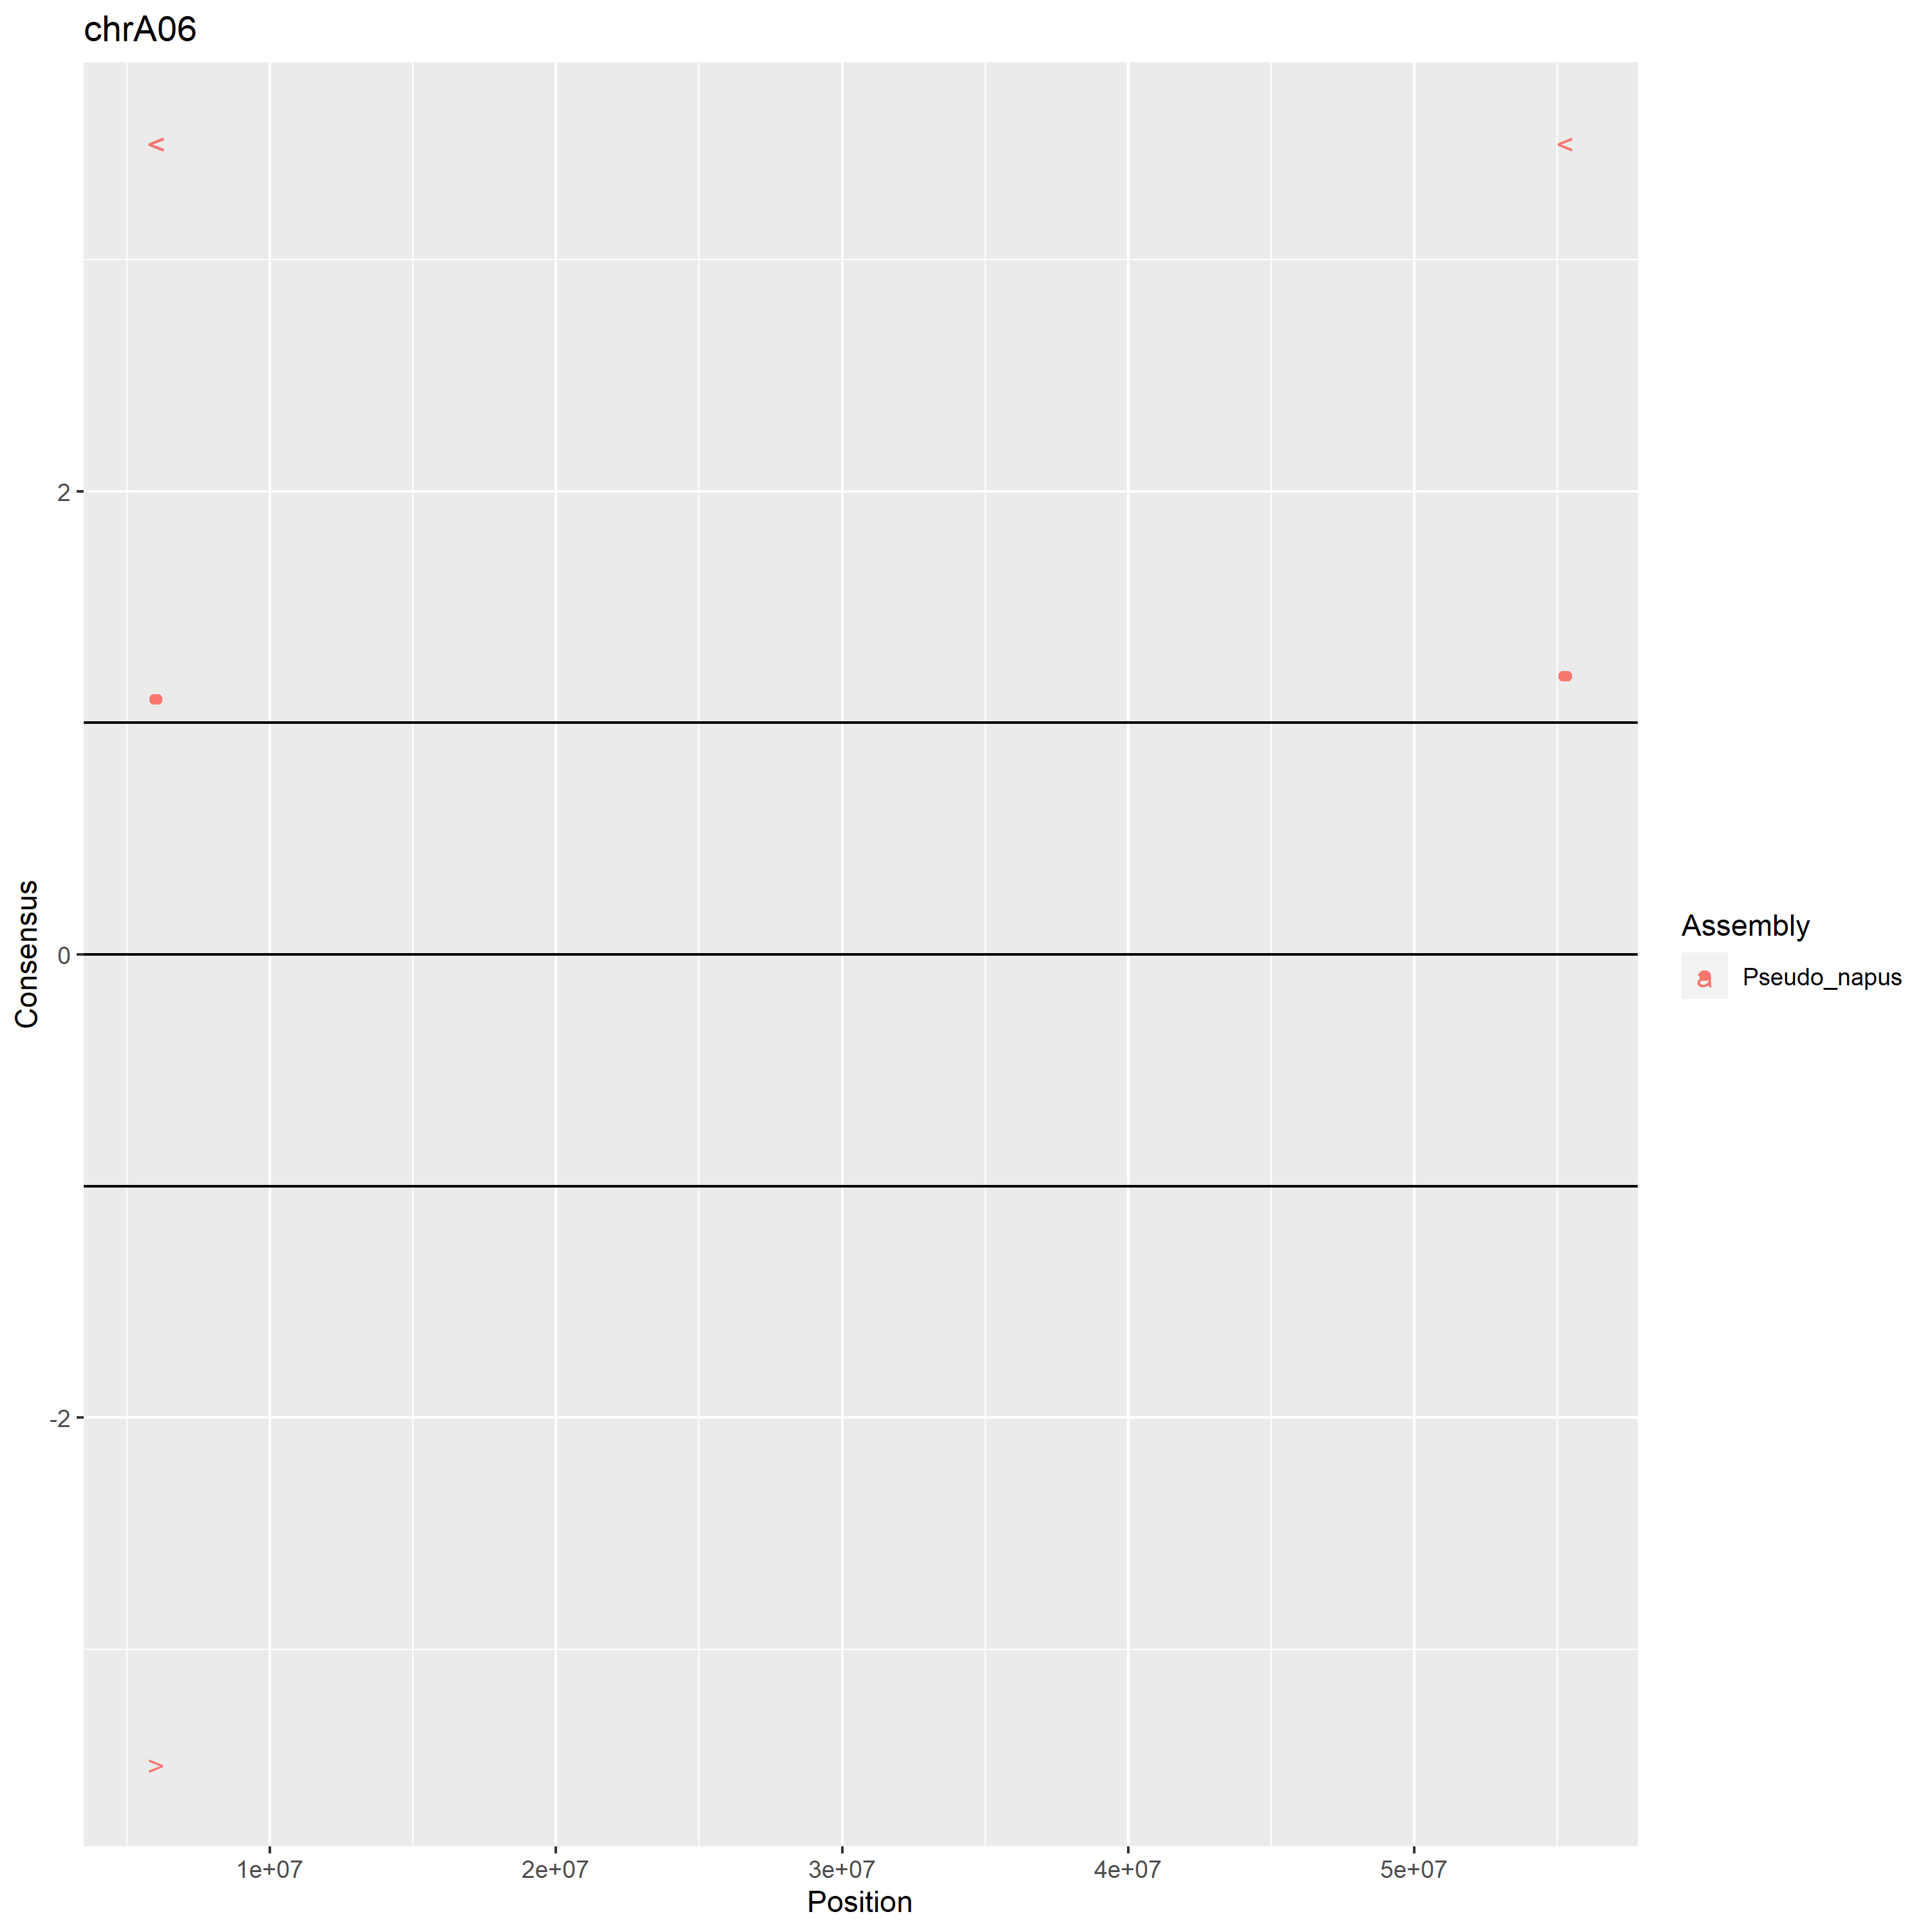 chrA06
< <
2
0
-2
>
1e+07 2e+07 3e+07 4e+07 5e+07
Position
Consensus
Assembly
a Pseudo_napus